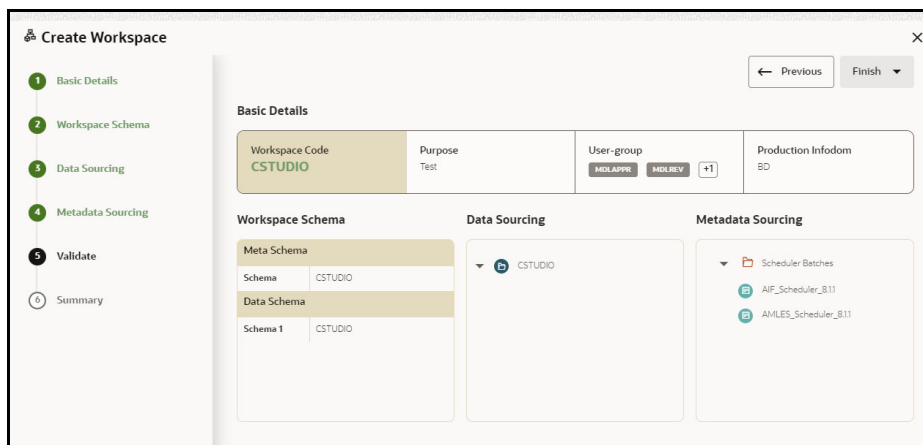 Create Workspace
1 Basic Details
2 Workspace Schema
3 Data Sourcing
4 Metadata Sourcing
5 Validate
6 Summary
Previous
Finish
Basic Details
Workspace Code
CSTUDIO
Purpose
Test
User-group
MDLAPPR MDLREV +1
Production Infodom
BD
Workspace Schema
Meta Schema
Schema CSTUDIO
Data Schema
Schema 1 CSTUDIO
Data Sourcing
CSTUDIO
Metadata Sourcing
Scheduler Batches
AIF_Scheduler_8.1.1
AMLES_Scheduler_8.1.1